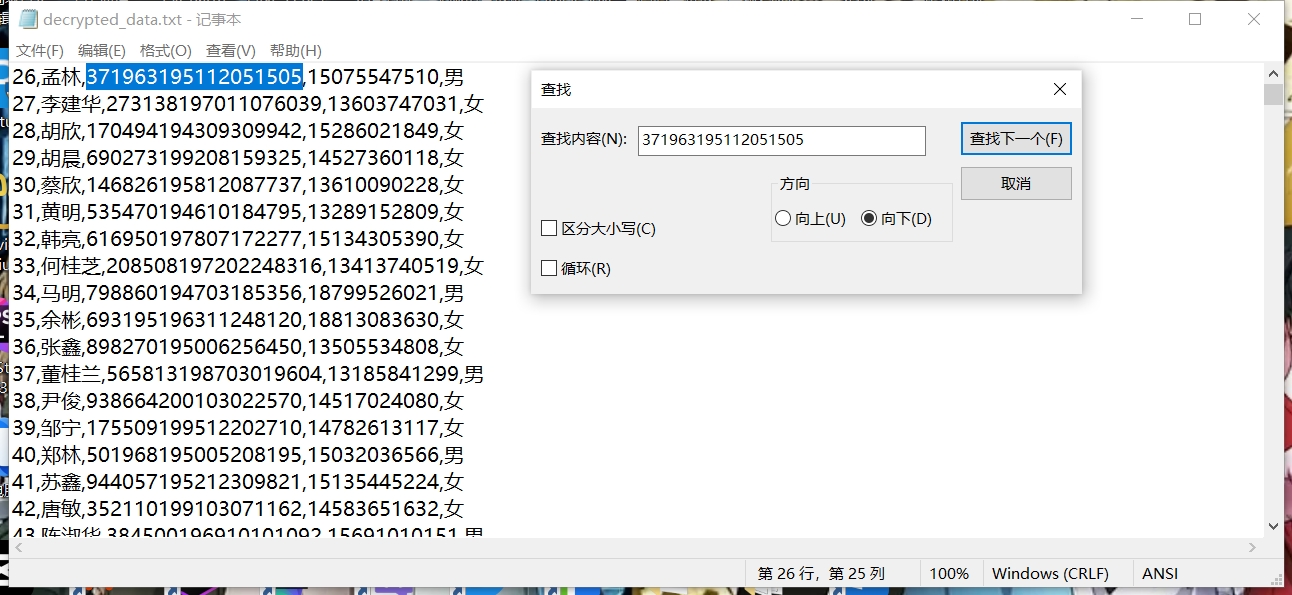 decrypted_data.txt - 记事本
文件(F) 编辑(E) 格式(O) 查看(V) 帮助(H)
26,孟林,371963195112051505,15075547510,男
27,李建华,273138197011076039,13603747031,女
28,胡欣,170494194309309942,15286021849,女
29,胡晨,690273199208159325,14527360118,女
30,蔡欣,146826195812087737,13610090228,女
31,黄明,535470194610184795,13289152809,女
32,韩亮,616950197807172277,15134305390,女
33,何桂芝,208508197202248316,13413740519,女
34,马明,798860194703185356,18799526021,男
35,余彬,693195196311248120,18813083630,女
36,张鑫,898270195006256450,13505534808,女
37,董桂兰,565813198703019604,13185841299,男
38,尹俊,938664200103022570,14517024080,女
39,邹宁,175509199512202710,14782613117,女
40,郑林,501968195005208195,15032036566,男
41,苏鑫,944057195212309821,15135445224,女
42,唐敏,352110199103071162,14583651632,女
43,陈淑华,384500196910101092,15691010151,男
查找
查找内容(N): 371963195112051505
查找下一个(F)
取消
方向
向上(U) 向下(D)
区分大小写(C)
循环(R)
第 26 行，第 25 列 100% Windows (CRLF) ANSI